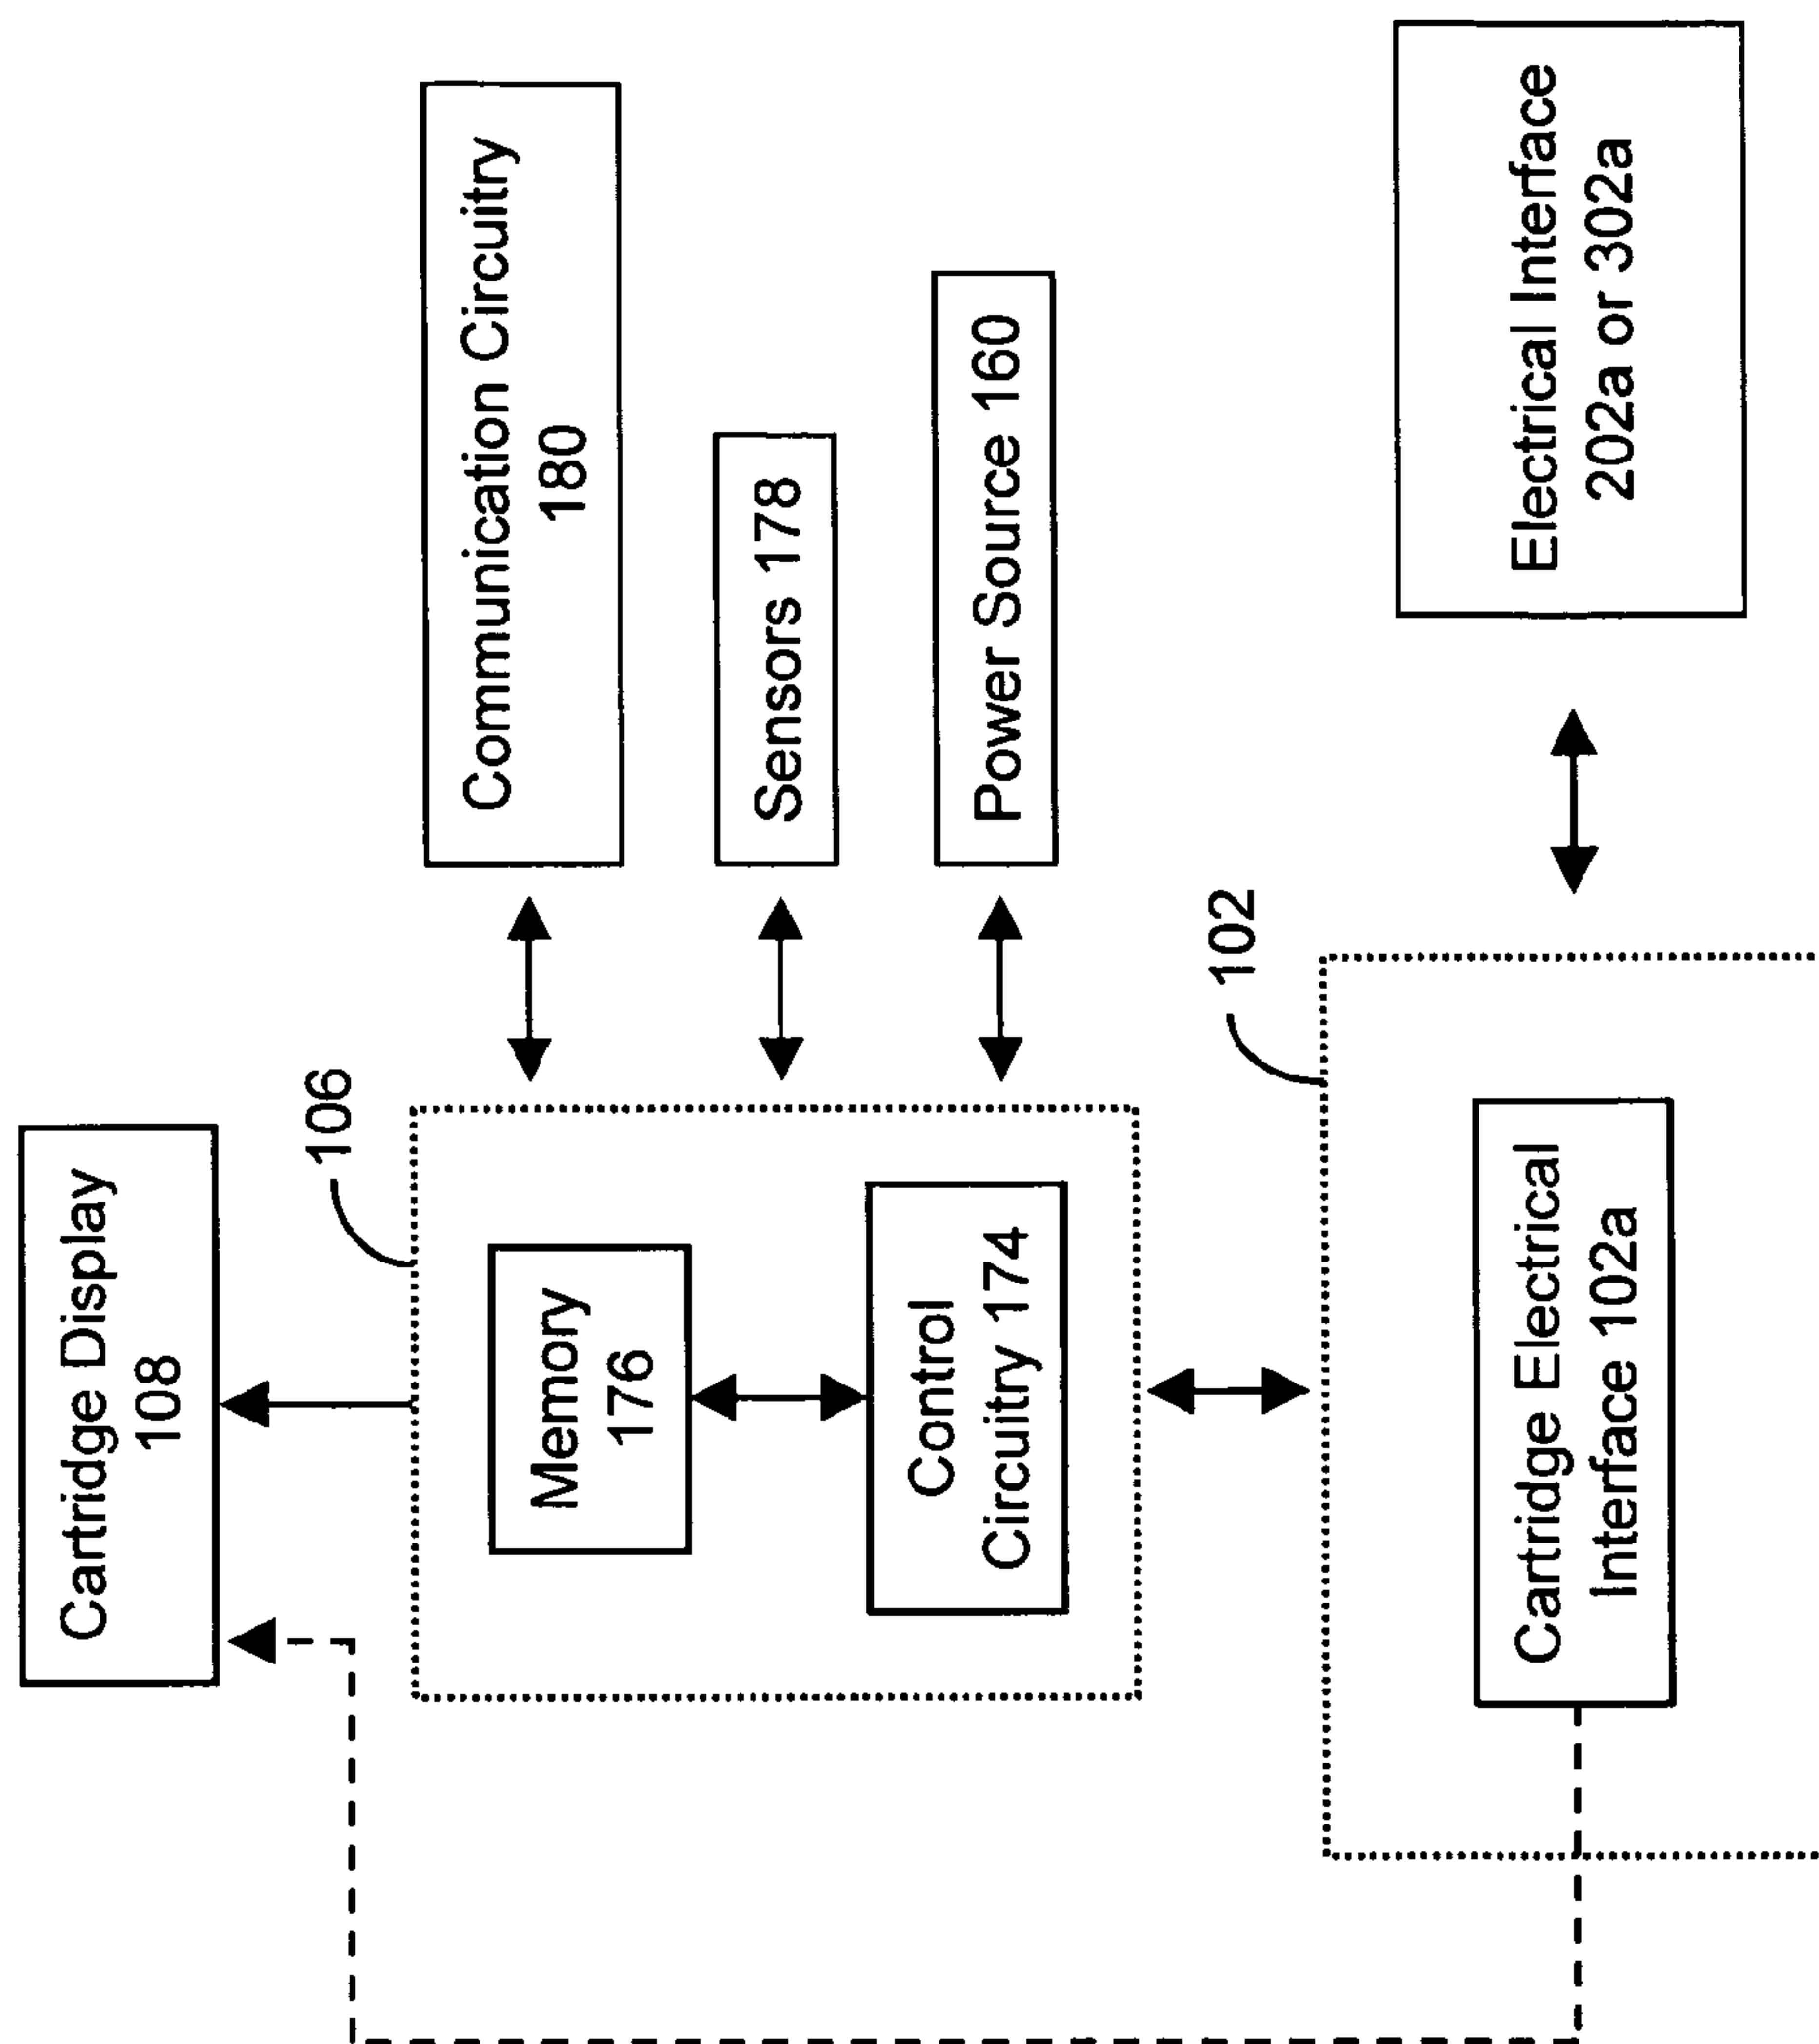 Cartridge Display
108
106
Memory
176
Control
Circuitry 174
Communication Circuitry
180
Sensors 178
Power Source 160
102
Cartridge Electrical
Interface 102a
Electrical Interface
202a or 302a